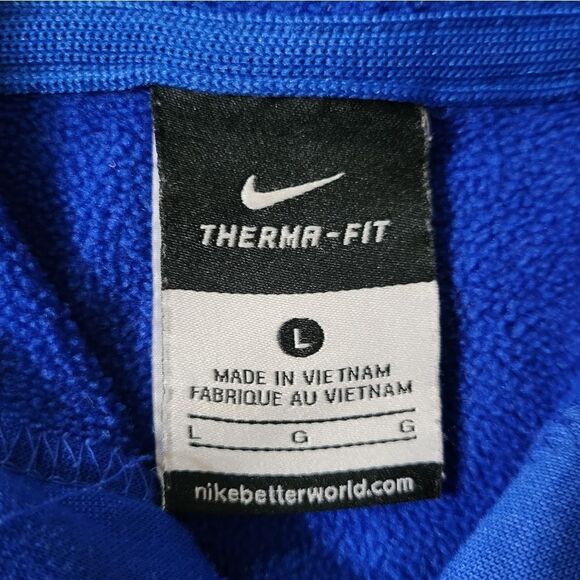 THERMA-FIT
L
MADE IN VIETNAM
FABRIQUE AU VIETNAM
L G G
nikebetterworld.com